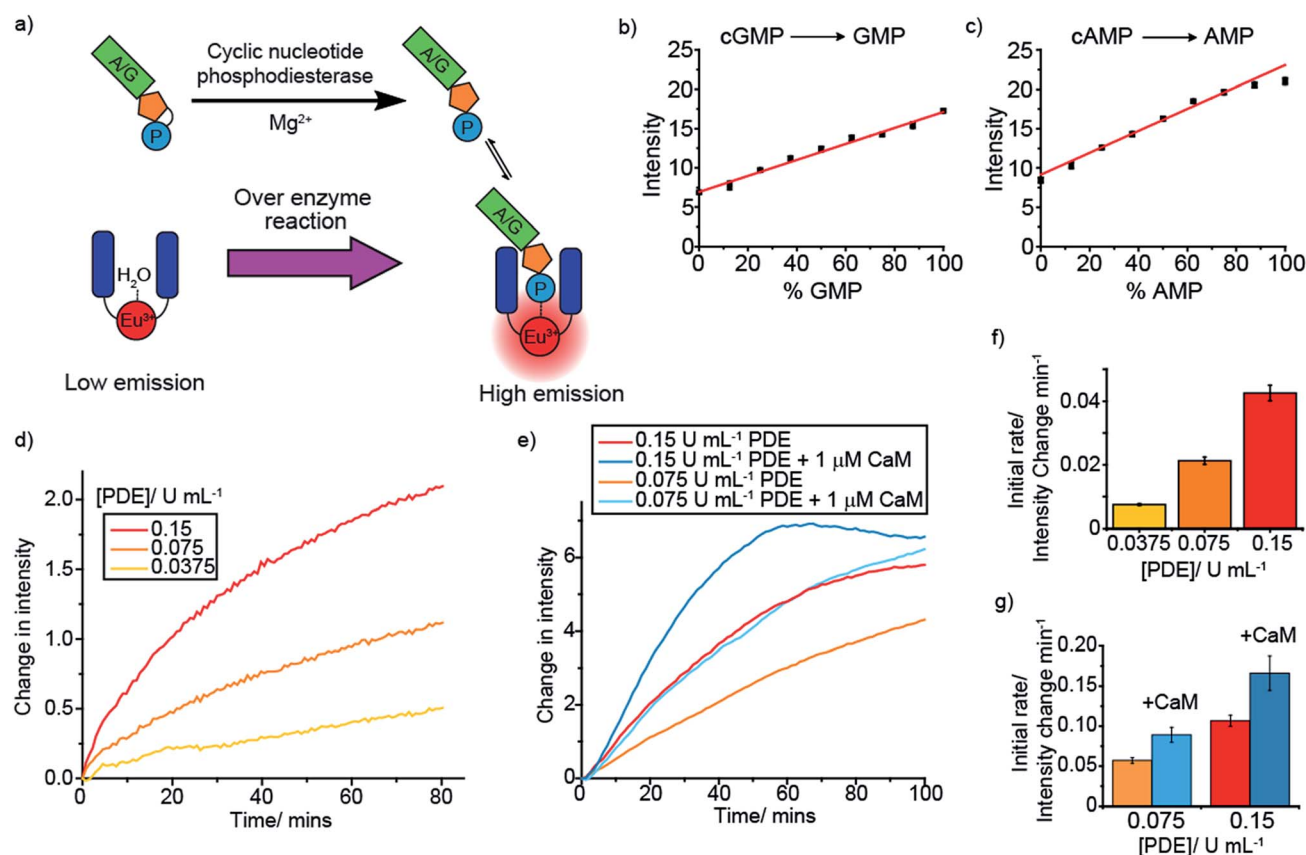 a)
A/G
P
Cyclic nucleotide
phosphodiesterase
Mg²⁺
A/G
P
H₂O
Eu³⁺
Low emission
Over enzyme
reaction
A/G
P
Eu³⁺
High emission
b)
cGMP → GMP
Intensity
25
20
15
10
5
0
0 20 40 60 80 100
% GMP
c)
cAMP → AMP
Intensity
25
20
15
10
5
0
0 20 40 60 80 100
% AMP
d)
Change in intensity
[PDE]/ U mL⁻¹
0.15
0.075
0.0375
2.0
1.5
1.0
0.5
0.0
0 20 40 60 80
Time/ mins
e)
0.15 U mL⁻¹ PDE
0.15 U mL⁻¹ PDE + 1 μM CaM
0.075 U mL⁻¹ PDE
0.075 U mL⁻¹ PDE + 1 μM CaM
Change in intensity
6
4
2
0
0 20 40 60 80 100
Time/ mins
f)
Initial rate/
Intensity Change min⁻¹
0.04
0.02
0
0.0375 0.075 0.15
[PDE]/ U mL⁻¹
g)
Initial rate/
Intensity change min⁻¹
0.20
0.15
0.10
0.05
0.00
+CaM
+CaM
0.075 0.15
[PDE]/ U mL⁻¹